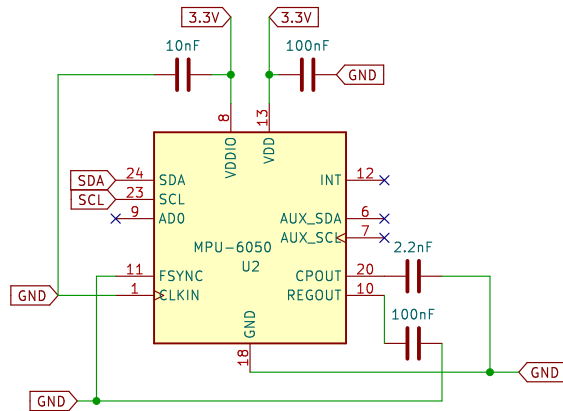 3.3V
3.3V
10nF
100nF
GND
8
13
VDDIO
VDD
SDA
24
SDA
INT
12
SCL
23
SCL
9
AD0
AUX_SDA
6
MPU-6050
AUX_SCL
7
U2
2.2nF
11
FSYNC
CPOUT
20
GND
1
CLKIN
REGOUT
10
100nF
GND
18
GND
GND